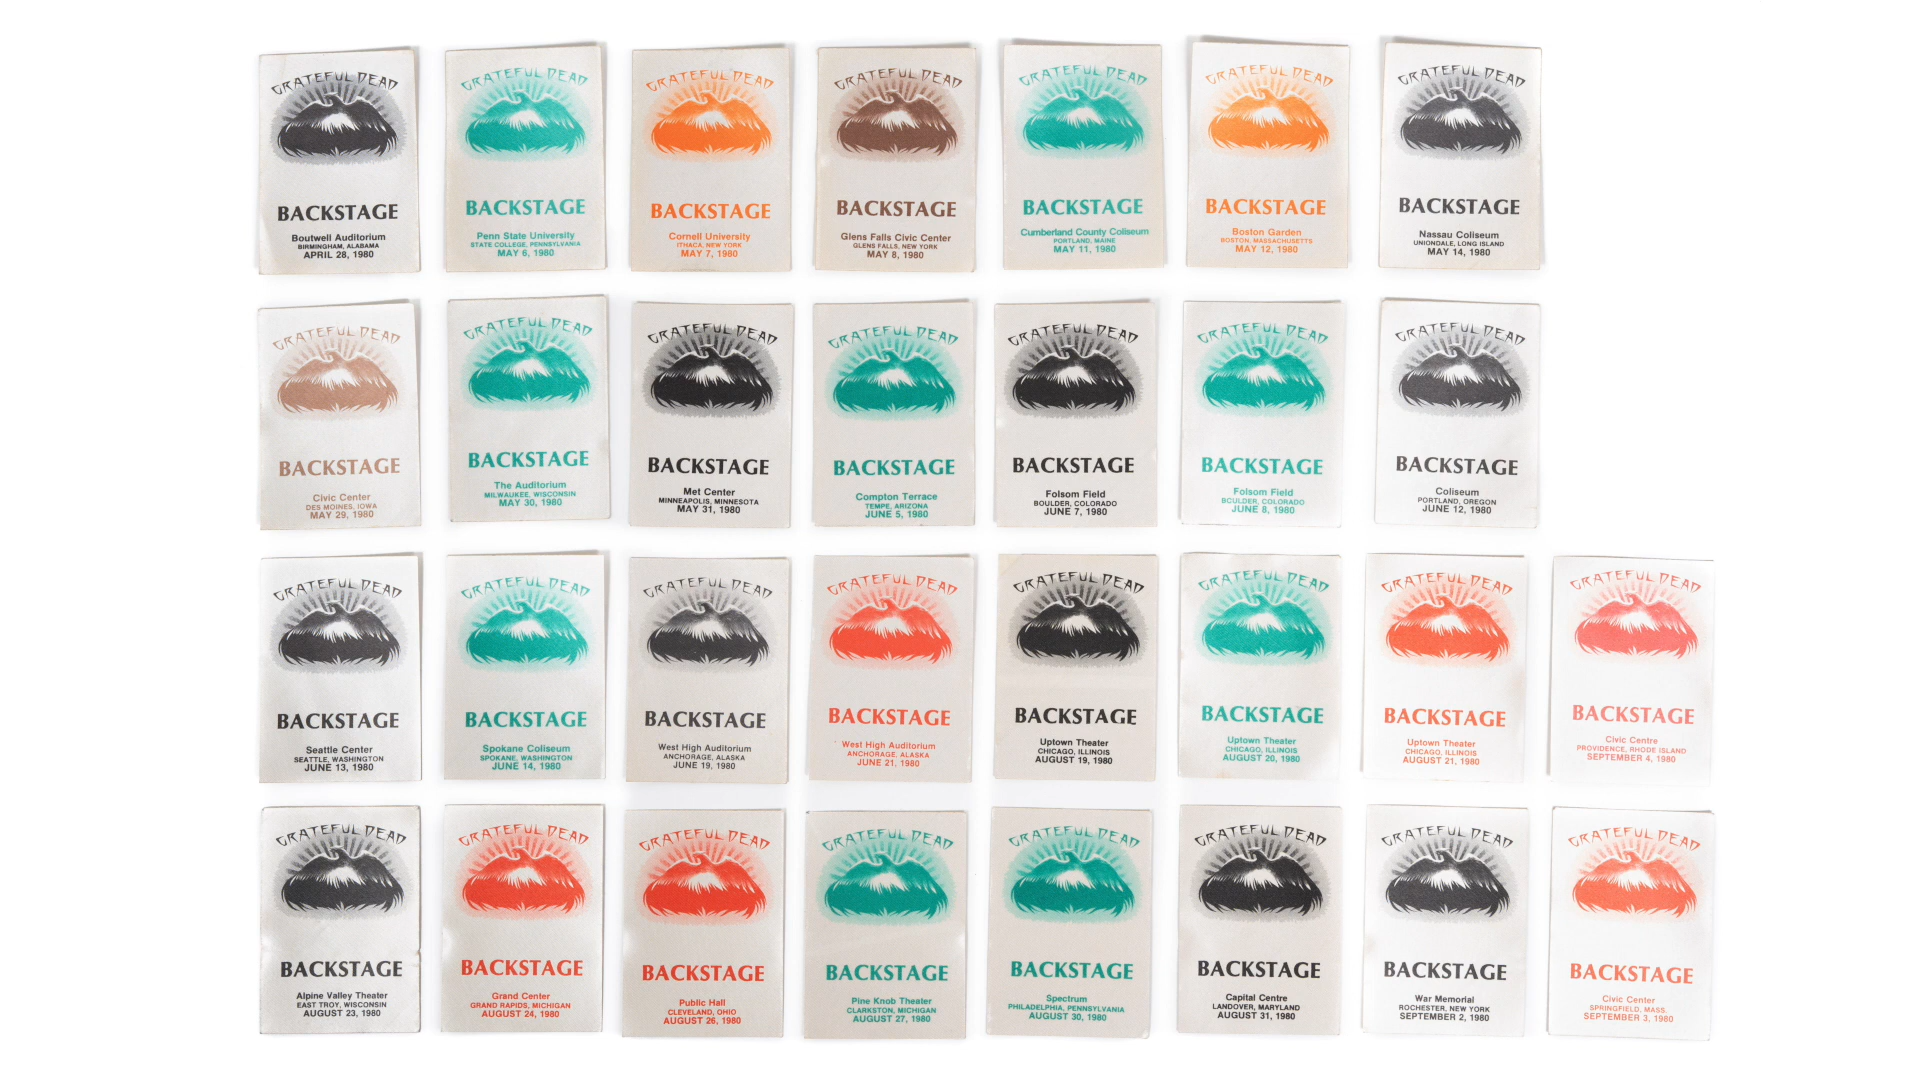 GRATEFUL DEAD
BACKSTAGE
Boutwell Auditorium
BIRMINGHAM, ALABAMA
APRIL 28, 1980
GRATEFUL DEAD
BACKSTAGE
Penn State University
STATE COLLEGE, PENNSYLVANIA
MAY 6, 1980
GRATEFUL DEAD
BACKSTAGE
Cornell University
ITHACA, NEW YORK
MAY 7, 1980
GRATEFUL DEAD
BACKSTAGE
Glens Falls Civic Center
GLENS FALLS, NEW YORK
MAY 8, 1980
GRATEFUL DEAD
BACKSTAGE
Cumberland County Coliseum
PORTLAND, MAINE
MAY 11, 1980
GRATEFUL DEAD
BACKSTAGE
Boston Garden
BOSTON, MASSACHUSETTS
MAY 12, 1980
GRATEFUL DEAD
BACKSTAGE
Nassau Coliseum
UNIONDALE, LONG ISLAND
MAY 14, 1980
GRATEFUL DEAD
BACKSTAGE
Civic Center
DES MOINES, IOWA
MAY 29, 1980
GRATEFUL DEAD
BACKSTAGE
The Auditorium
MILWAUKEE, WISCONSIN
MAY 30, 1980
GRATEFUL DEAD
BACKSTAGE
Met Center
MINNEAPOLIS, MINNESOTA
MAY 31, 1980
GRATEFUL DEAD
BACKSTAGE
Compton Terrace
TEMPE, ARIZONA
JUNE 5, 1980
GRATEFUL DEAD
BACKSTAGE
Folsom Field
BOULDER, COLORADO
JUNE 7, 1980
GRATEFUL DEAD
BACKSTAGE
Folsom Field
BOULDER, COLORADO
JUNE 8, 1980
GRATEFUL DEAD
BACKSTAGE
Coliseum
PORTLAND, OREGON
JUNE 12, 1980
GRATEFUL DEAD
BACKSTAGE
Seattle Center
SEATTLE, WASHINGTON
JUNE 13, 1980
GRATEFUL DEAD
BACKSTAGE
Spokane Coliseum
SPOKANE, WASHINGTON
JUNE 14, 1980
GRATEFUL DEAD
BACKSTAGE
West High Auditorium
ANCHORAGE, ALASKA
JUNE 19, 1980
GRATEFUL DEAD
BACKSTAGE
West High Auditorium
ANCHORAGE, ALASKA
JUNE 21, 1980
GRATEFUL DEAD
BACKSTAGE
Uptown Theater
CHICAGO, ILLINOIS
AUGUST 19, 1980
GRATEFUL DEAD
BACKSTAGE
Uptown Theater
CHICAGO, ILLINOIS
AUGUST 20, 1980
GRATEFUL DEAD
BACKSTAGE
Uptown Theater
CHICAGO, ILLINOIS
AUGUST 21, 1980
GRATEFUL DEAD
BACKSTAGE
Civic Centre
PROVIDENCE, RHODE ISLAND
SEPTEMBER 4, 1980
GRATEFUL DEAD
BACKSTAGE
Alpine Valley Theater
EAST TROY, WISCONSIN
AUGUST 23, 1980
GRATEFUL DEAD
BACKSTAGE
Grand Center
GRAND RAPIDS, MICHIGAN
AUGUST 24, 1980
GRATEFUL DEAD
BACKSTAGE
Public Hall
CLEVELAND, OHIO
AUGUST 26, 1980
GRATEFUL DEAD
BACKSTAGE
Pine Knob Theater
CLARKSTON, MICHIGAN
AUGUST 27, 1980
GRATEFUL DEAD
BACKSTAGE
Spectrum
PHILADELPHIA, PENNSYLVANIA
AUGUST 30, 1980
GRATEFUL DEAD
BACKSTAGE
Capital Centre
LANDOVER, MARYLAND
AUGUST 31, 1980
GRATEFUL DEAD
BACKSTAGE
War Memorial
ROCHESTER, NEW YORK
SEPTEMBER 2, 1980
GRATEFUL DEAD
BACKSTAGE
Civic Center
SPRINGFIELD, MASS.
SEPTEMBER 3, 1980